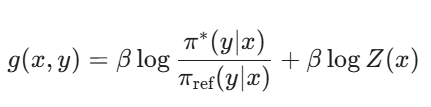 g(x, y) = β log π*(y|x) / π_ref(y|x) + β log Z(x)